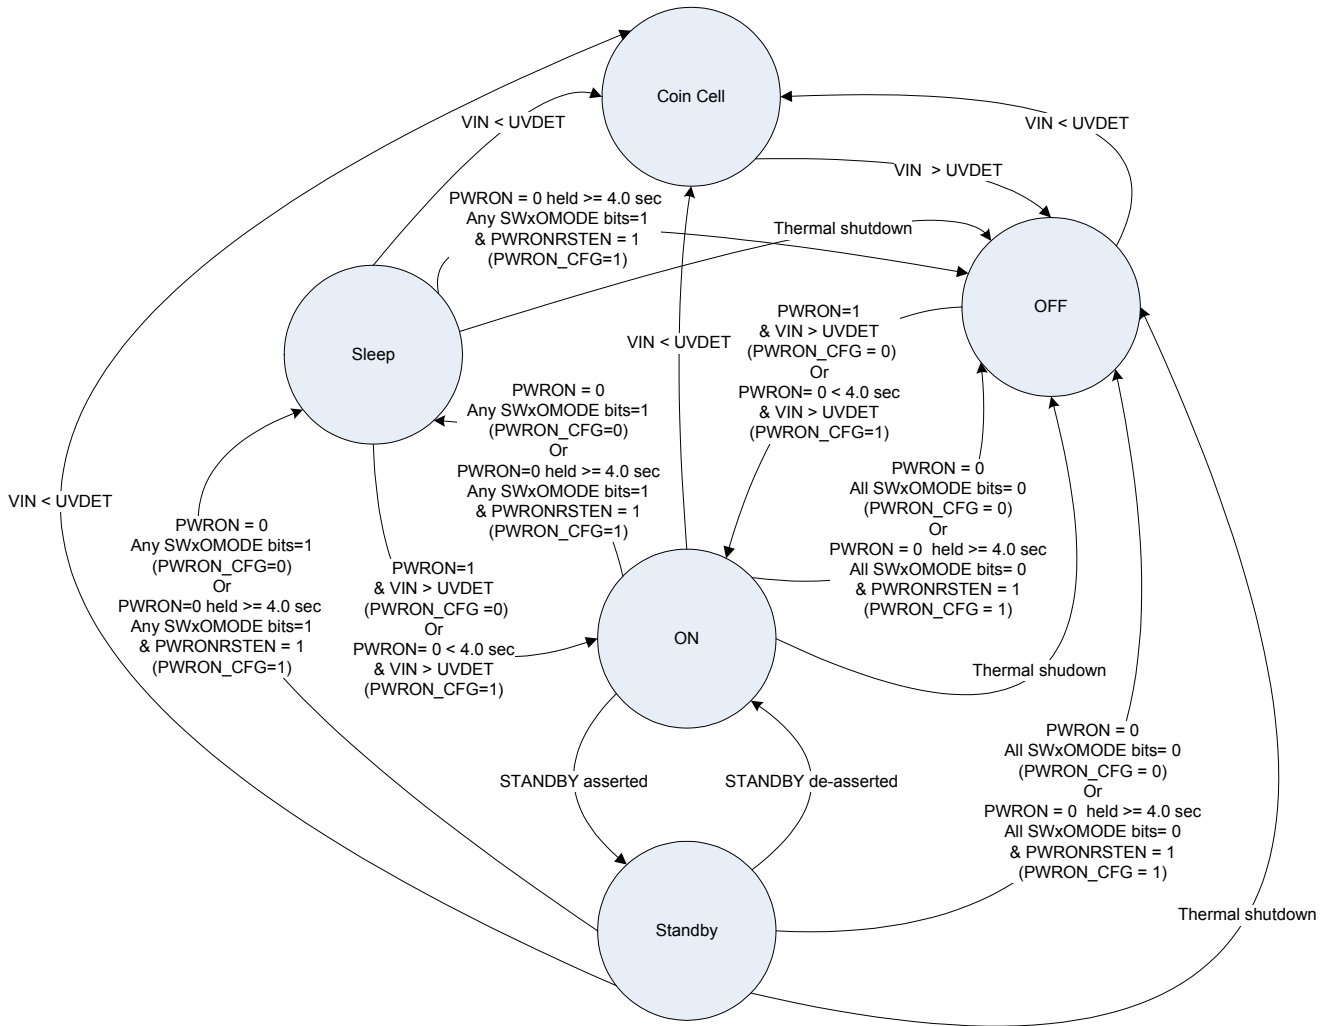 Coin Cell
VIN < UVDET
VIN < UVDET
VIN > UVDET
PWRON = 0 held >= 4.0 sec
Any SWxOMODE bits=1
& PWRONRSTEN = 1
(PWRON_CFG=1)
Thermal shutdown
OFF
Sleep
VIN < UVDET
PWRON=1
& VIN > UVDET
(PWRON_CFG = 0)
Or
PWRON= 0 < 4.0 sec
& VIN > UVDET
(PWRON_CFG=1)
PWRON = 0
Any SWxOMODE bits=1
(PWRON_CFG=0)
Or
PWRON=0 held >= 4.0 sec
Any SWxOMODE bits=1
& PWRONRSTEN = 1
(PWRON_CFG=1)
PWRON = 0
All SWxOMODE bits= 0
(PWRON_CFG = 0)
Or
PWRON = 0 held >= 4.0 sec
All SWxOMODE bits= 0
& PWRONRSTEN = 1
(PWRON_CFG = 1)
VIN < UVDET
PWRON = 0
Any SWxOMODE bits=1
(PWRON_CFG=0)
Or
PWRON=0 held >= 4.0 sec
Any SWxOMODE bits=1
& PWRONRSTEN = 1
(PWRON_CFG=1)
PWRON=1
& VIN > UVDET
(PWRON_CFG =0)
Or
PWRON= 0 < 4.0 sec
& VIN > UVDET
(PWRON_CFG=1)
ON
Thermal shudown
STANDBY asserted
STANDBY de-asserted
PWRON = 0
All SWxOMODE bits= 0
(PWRON_CFG = 0)
Or
PWRON = 0 held >= 4.0 sec
All SWxOMODE bits= 0
& PWRONRSTEN = 1
(PWRON_CFG = 1)
Standby
Thermal shutdown